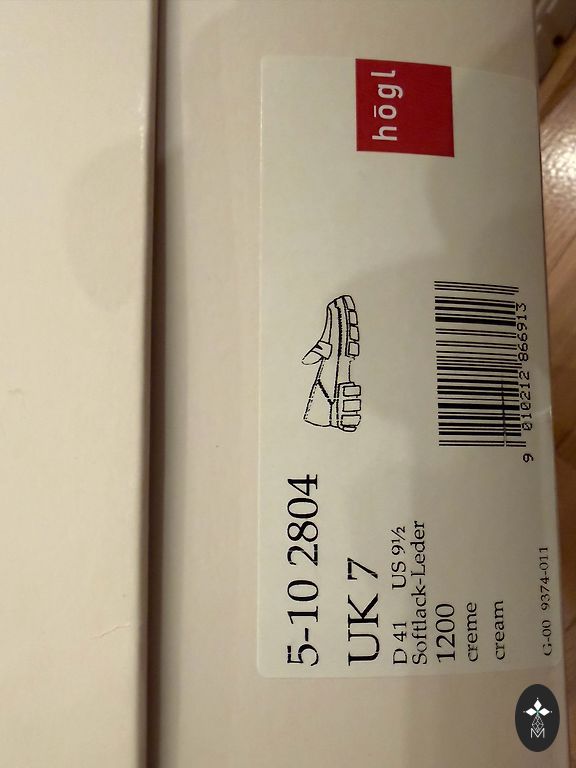 högl
5-10 2804
UK 7
D 41 US 9½
Softlack-Leder
1200
creme
cream
9 010212 866913
G-00 9374-011
M